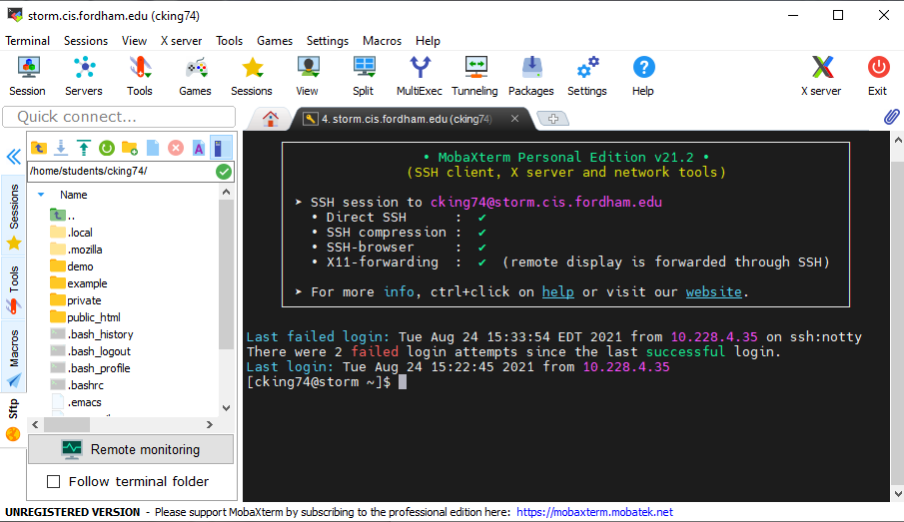 storm.cis.fordham.edu (cking74)
Terminal Sessions View X server Tools Games Settings Macros Help
Session Servers Tools Games Sessions View Split MultiExec Tunneling Packages Settings Help X server Exit
Quick connect...
4. storm.cis.fordham.edu (cking74)
/home/students/cking74/
Name
..
.local
.mozilla
demo
example
private
public_html
.bash_history
.bash_logout
.bash_profile
.bashrc
.emacs
Sessions
Tools
Macros
Sftp
Remote monitoring
Follow terminal folder
• MobaXterm Personal Edition v21.2 •
(SSH client, X server and network tools)
➤ SSH session to cking74@storm.cis.fordham.edu
• Direct SSH : ✔
• SSH compression : ✔
• SSH-browser : ✔
• X11-forwarding : ✔ (remote display is forwarded through SSH)
➤ For more info, ctrl+click on help or visit our website.
Last failed login: Tue Aug 24 15:33:54 EDT 2021 from 10.228.4.35 on ssh:notty
There were 2 failed login attempts since the last successful login.
Last login: Tue Aug 24 15:22:45 2021 from 10.228.4.35
[cking74@storm ~]$
UNREGISTERED VERSION - Please support MobaXterm by subscribing to the professional edition here: https://mobaxterm.mobatek.net